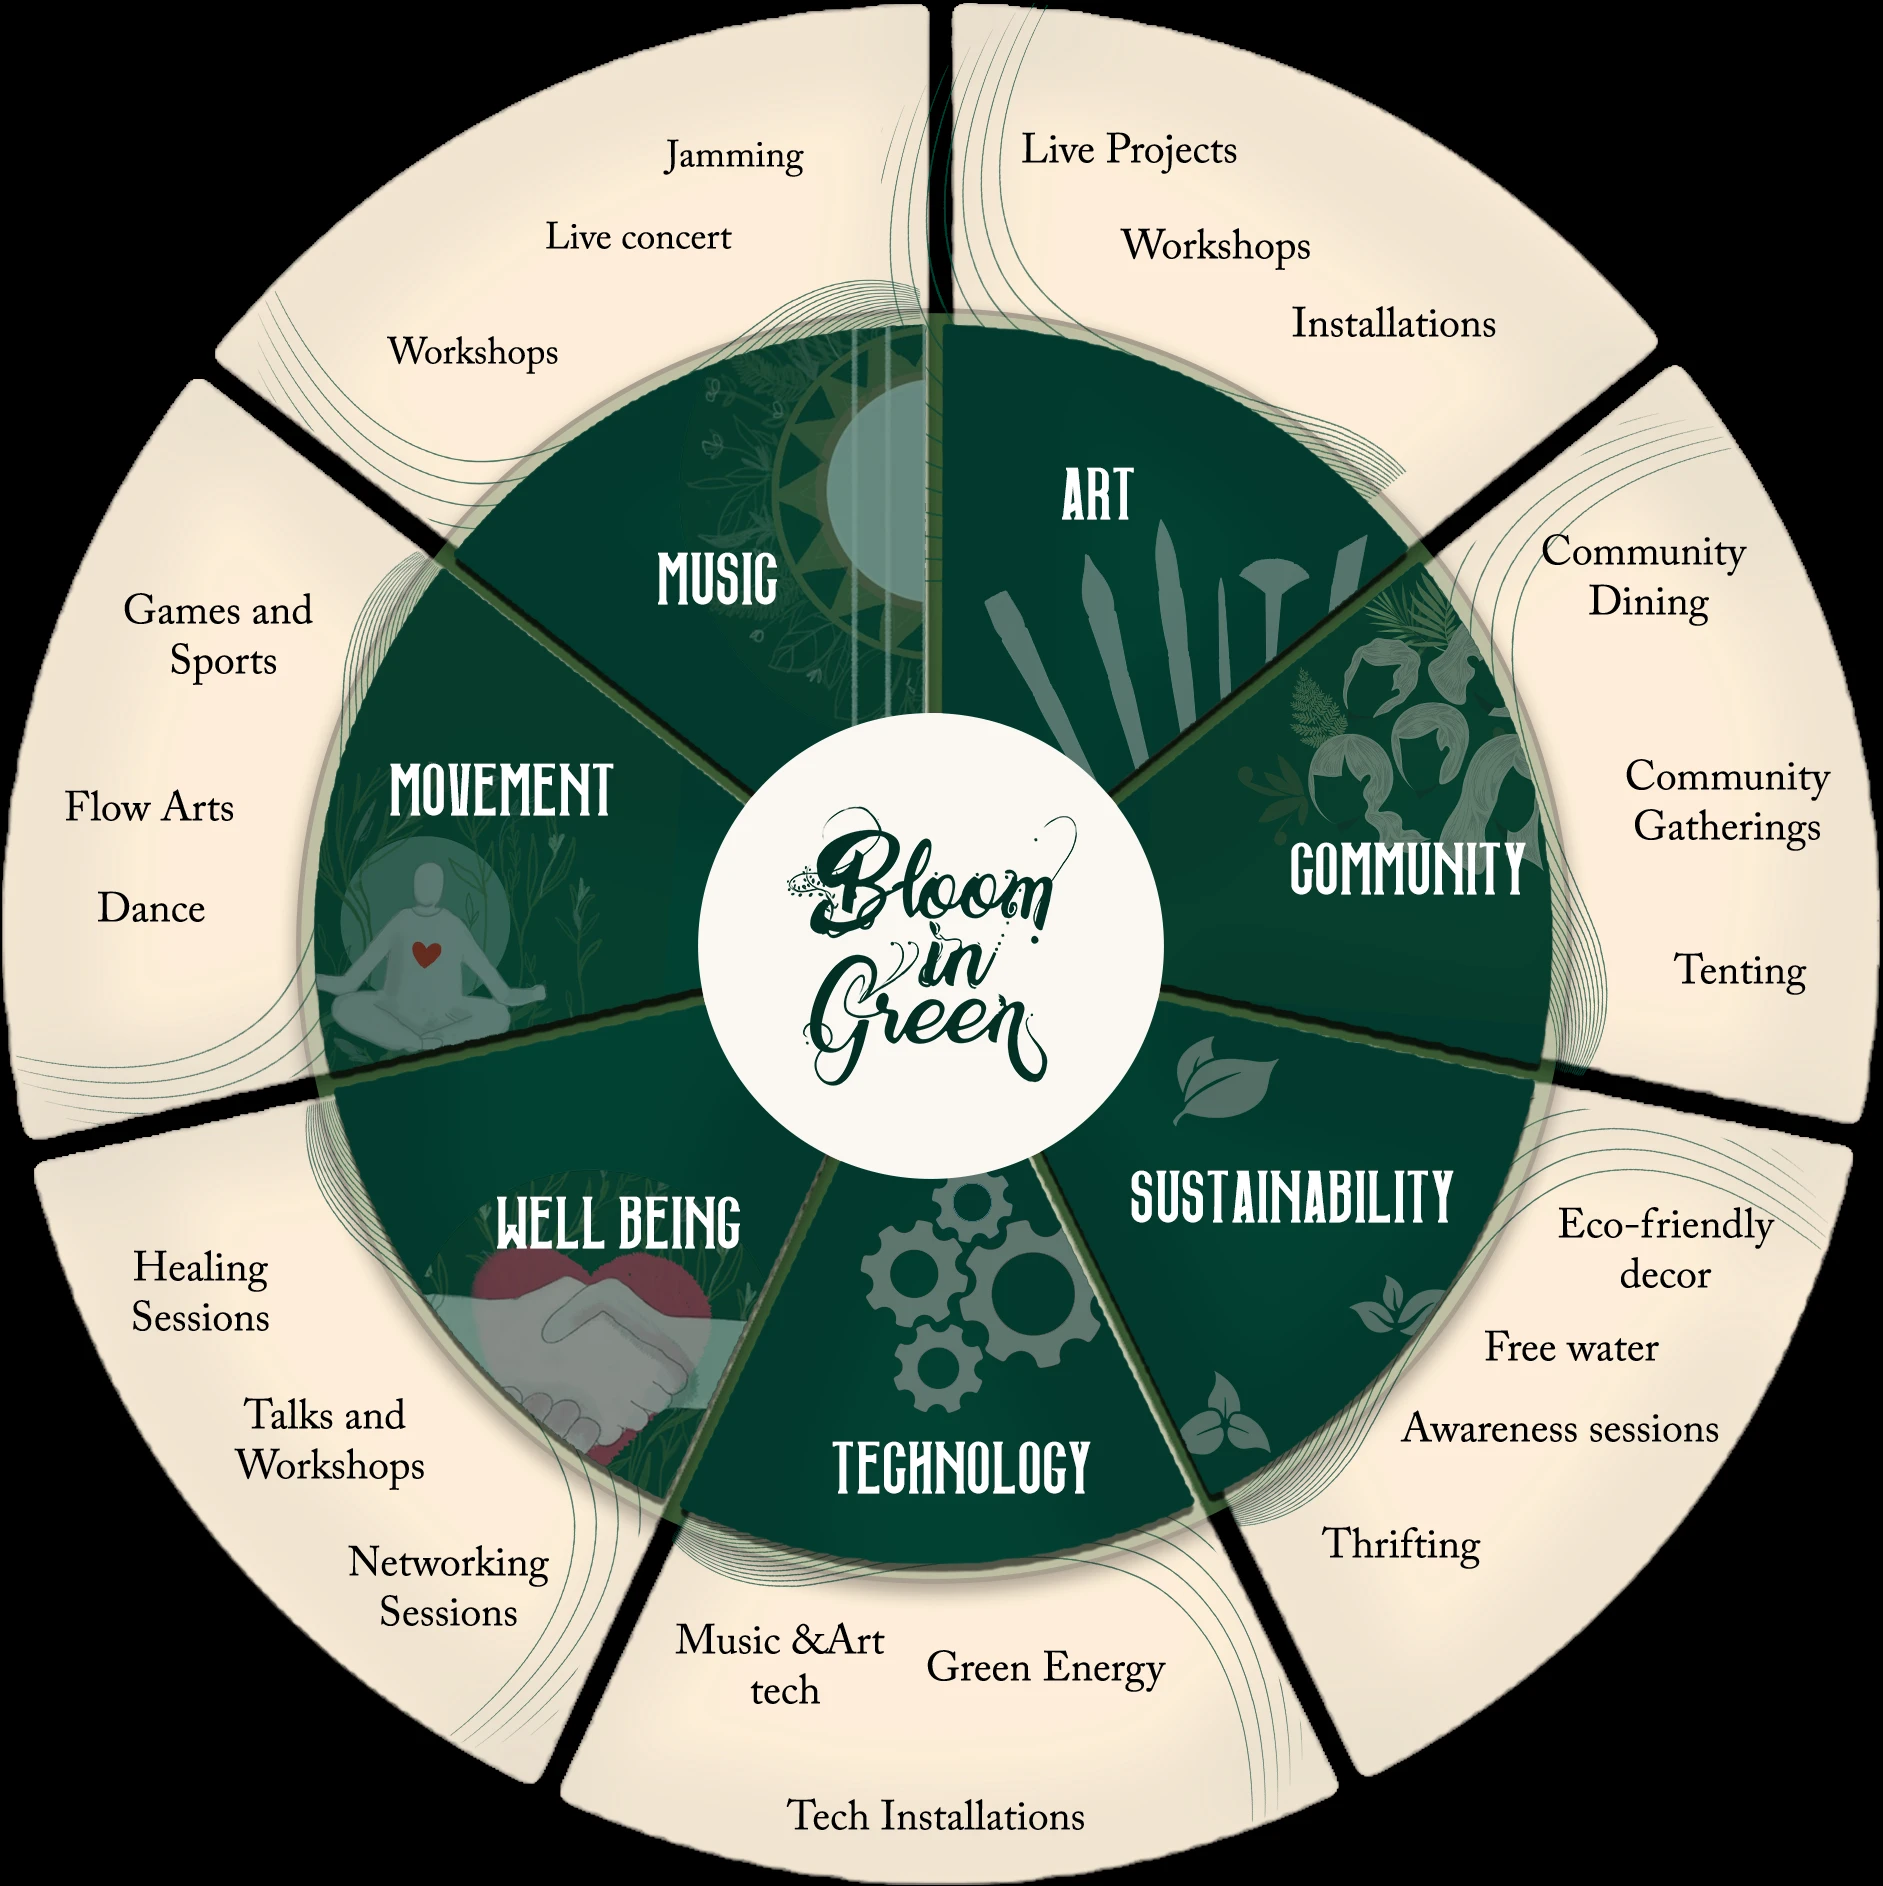 Bloom
in
Green
ART
Live Projects
Workshops
Installations
COMMUNITY
Community
Dining
Community
Gatherings
Tenting
SUSTAINABILITY
Eco-friendly
decor
Free water
Awareness sessions
Thrifting
TECHNOLOGY
Music &Art
tech
Green Energy
Tech Installations
WELL BEING
Healing
Sessions
Talks and
Workshops
Networking
Sessions
MOVEMENT
Games and
Sports
Flow Arts
Dance
MUSIC
Jamming
Live concert
Workshops